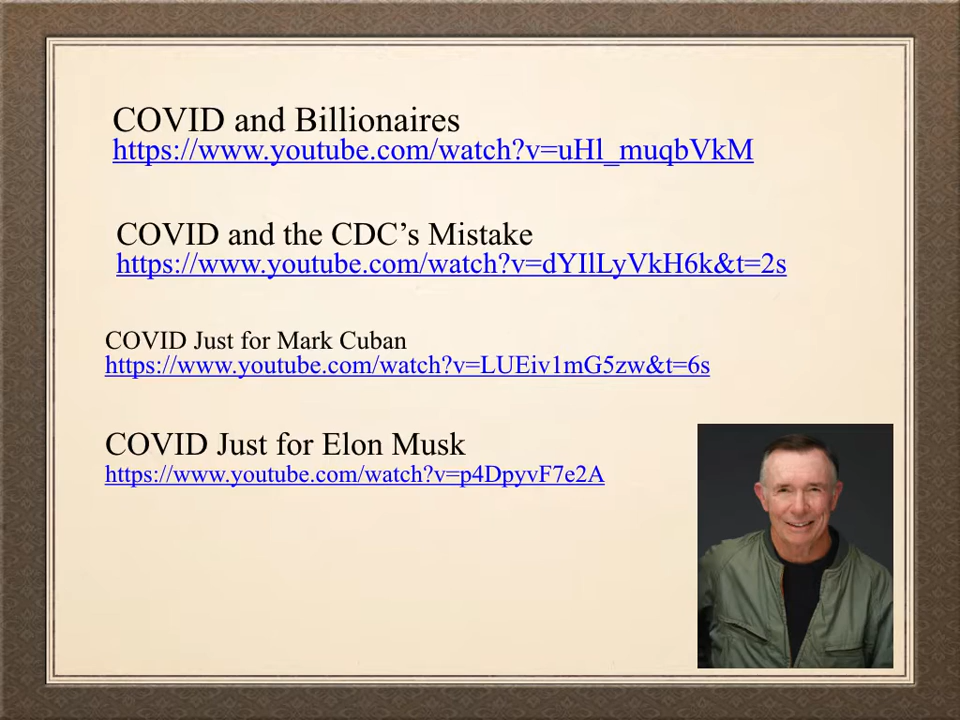 COVID and Billionaires
https://www.youtube.com/watch?v=uHl_muqbVkM
COVID and the CDC’s Mistake
https://www.youtube.com/watch?v=dYIlLyVkH6k&t=2s
COVID Just for Mark Cuban
https://www.youtube.com/watch?v=LUEiv1mG5zw&t=6s
COVID Just for Elon Musk
https://www.youtube.com/watch?v=p4DpyvF7e2A